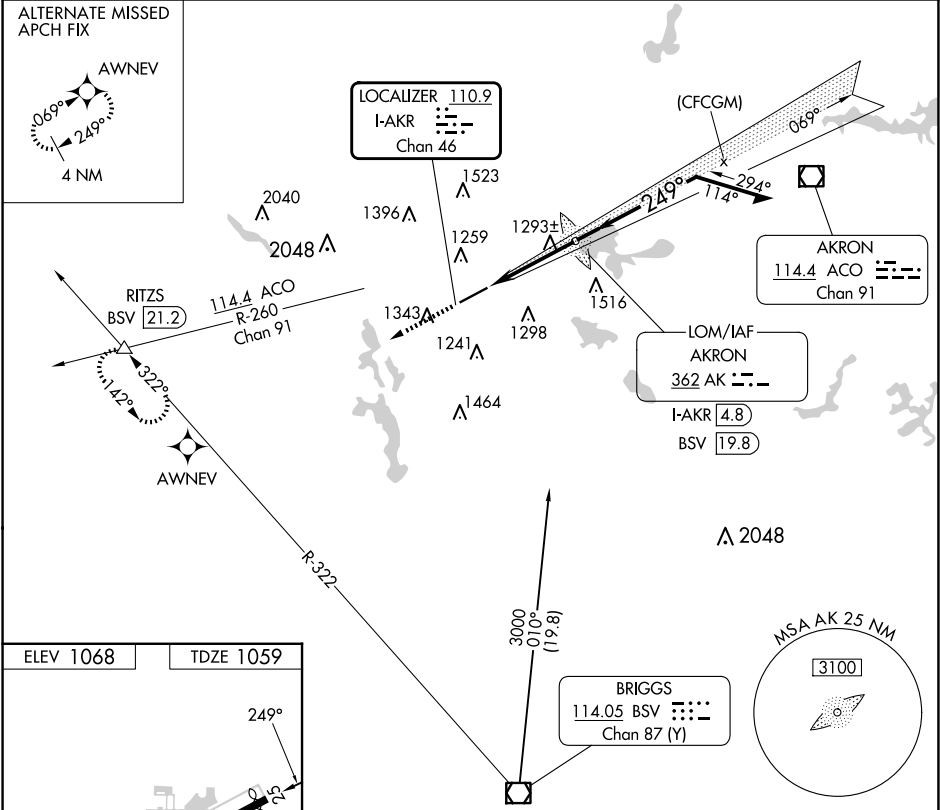 ALTERNATE MISSED
APCH FIX
AWNEV
069°
249°
4 NM
LOCALIZER 110.9
I-AKR
Chan 46
(CFCGM)
069°
294°
114°
249°
AKRON
114.4 ACO
Chan 91
1523
1396
2040
2048
1259
1293±
1516
1343
1298
1241
1464
RITZS
BSV 21.2
114.4 ACO
R-260
Chan 91
322°
142°
AWNEV
LOM/IAF
AKRON
362 AK
I-AKR 4.8
BSV 19.8
2048
R-322
3000
010°
(19.8)
MSA AK 25 NM
3100
BRIGGS
114.05 BSV
Chan 87 (Y)
ELEV 1068
TDZE 1059
249°
25